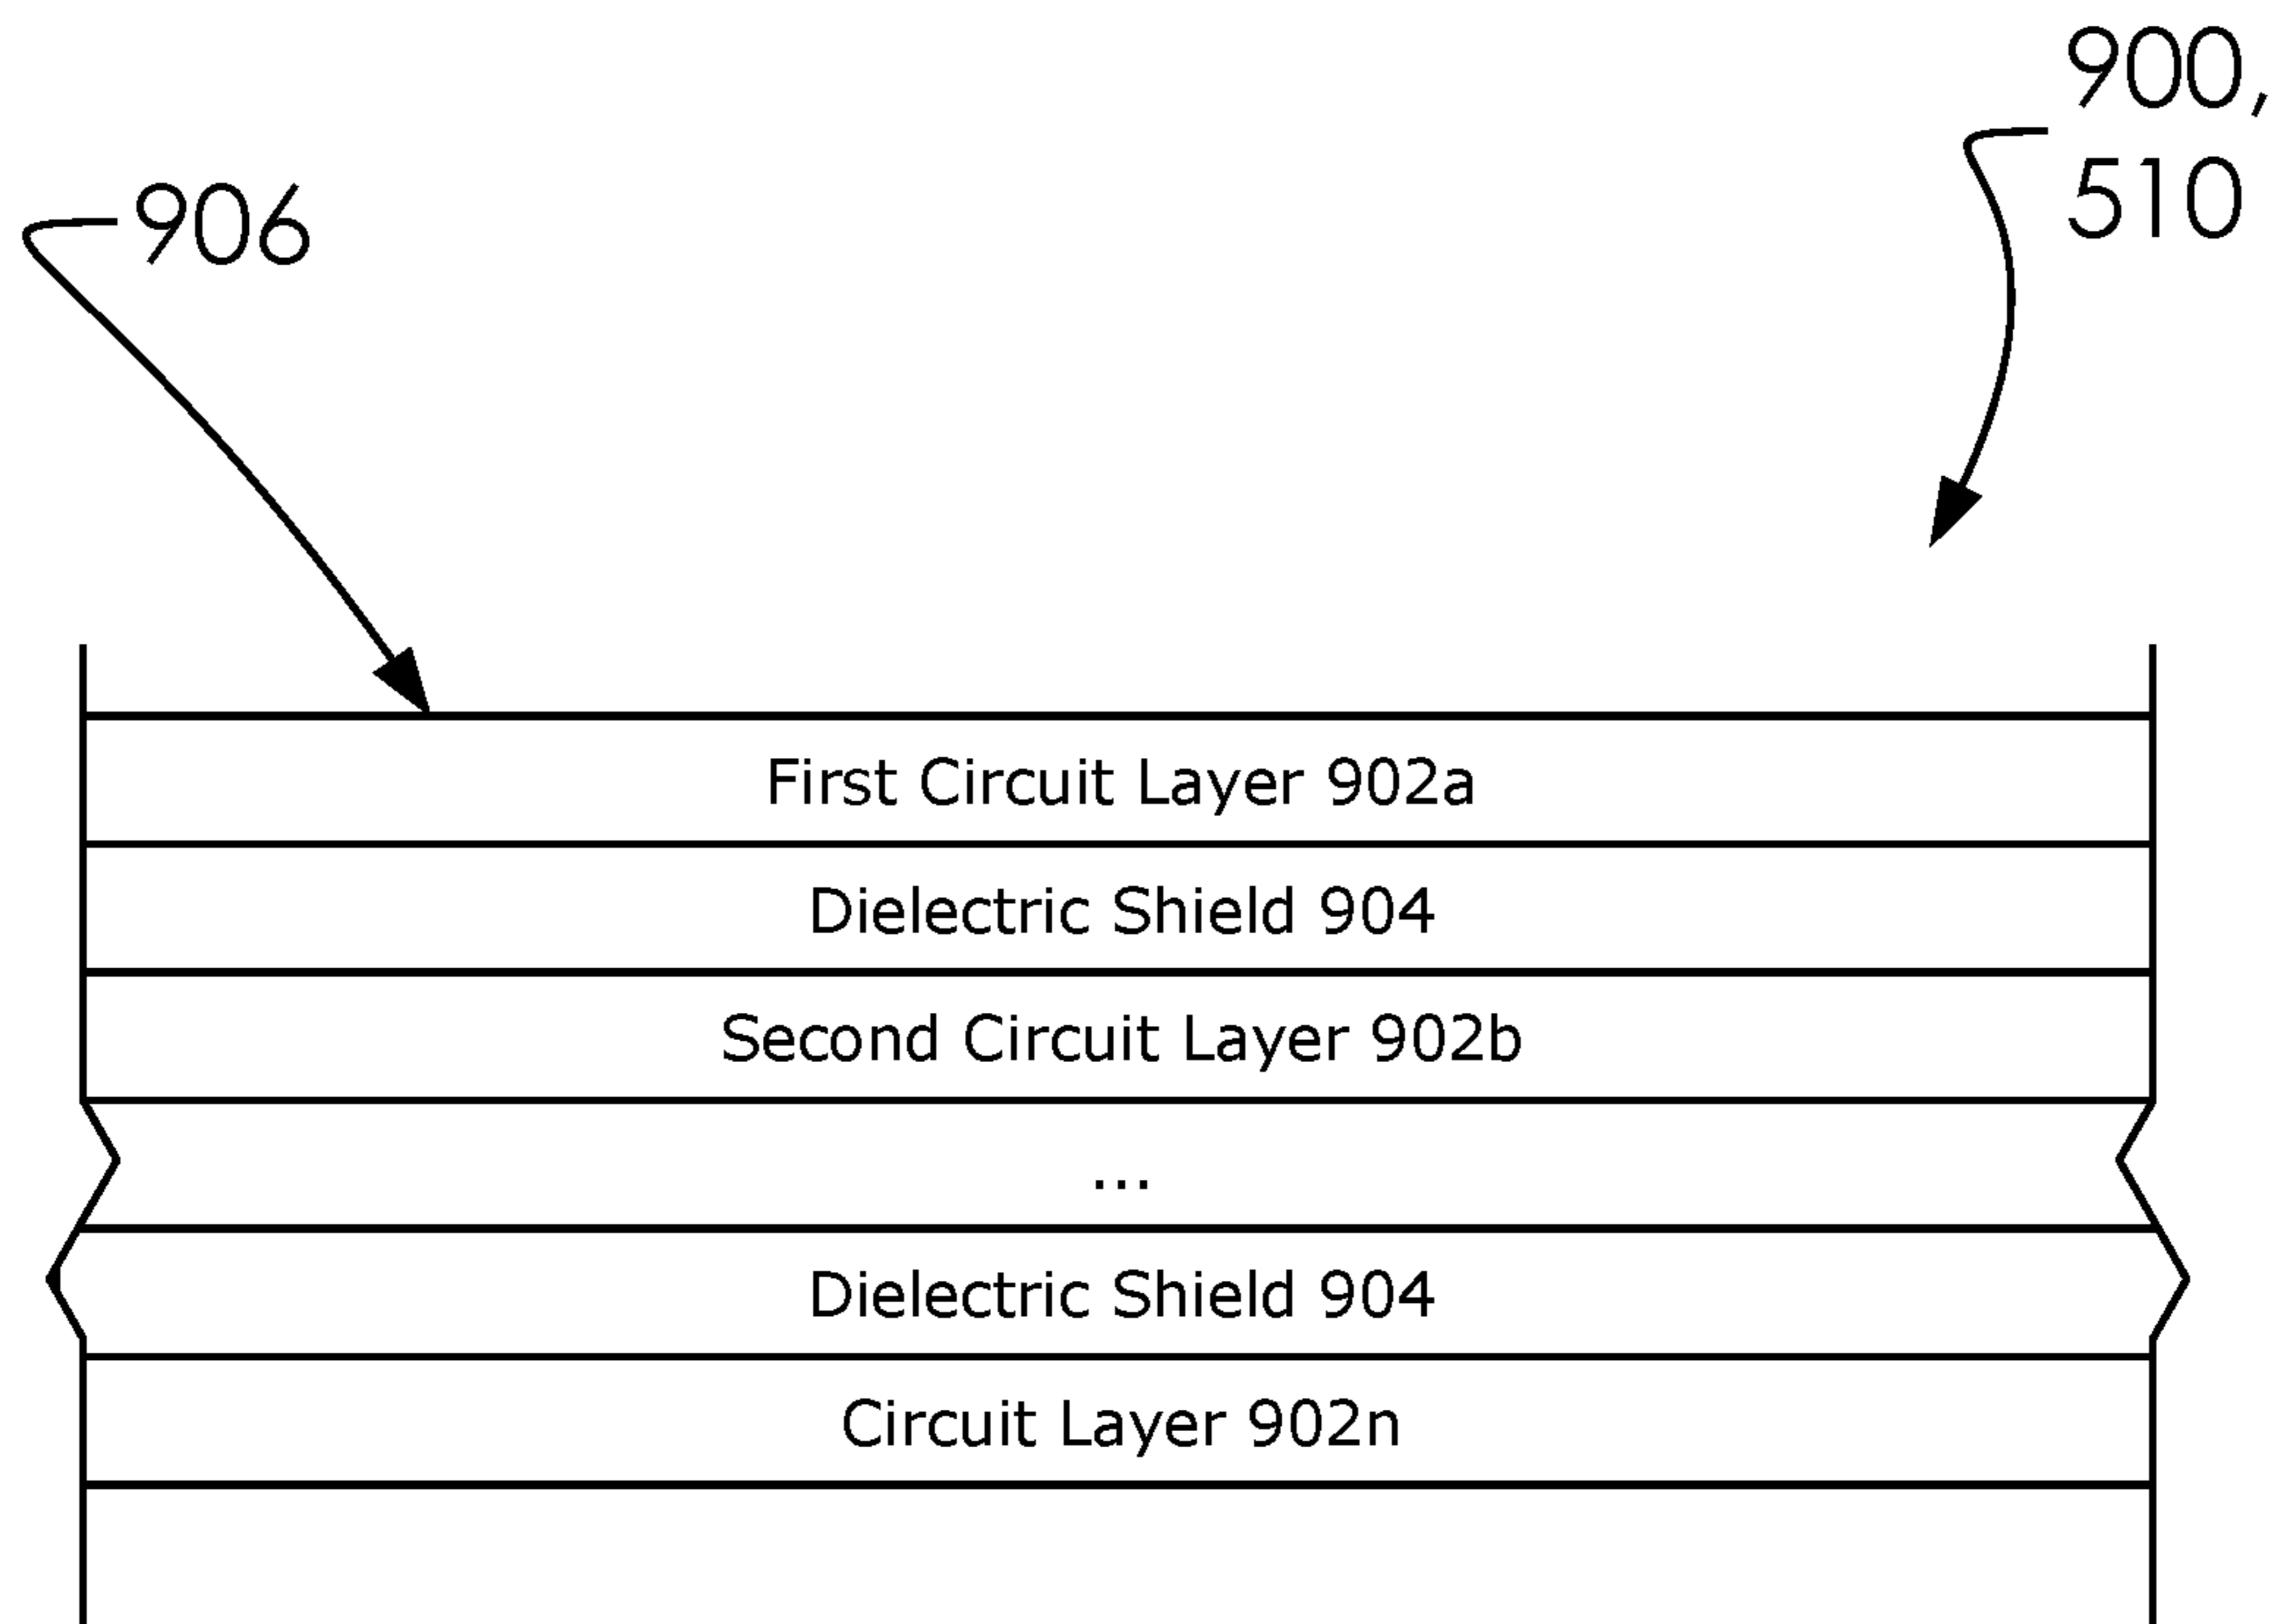 900,
510
906
First Circuit Layer 902a
Dielectric Shield 904
Second Circuit Layer 902b
...
Dielectric Shield 904
Circuit Layer 902n